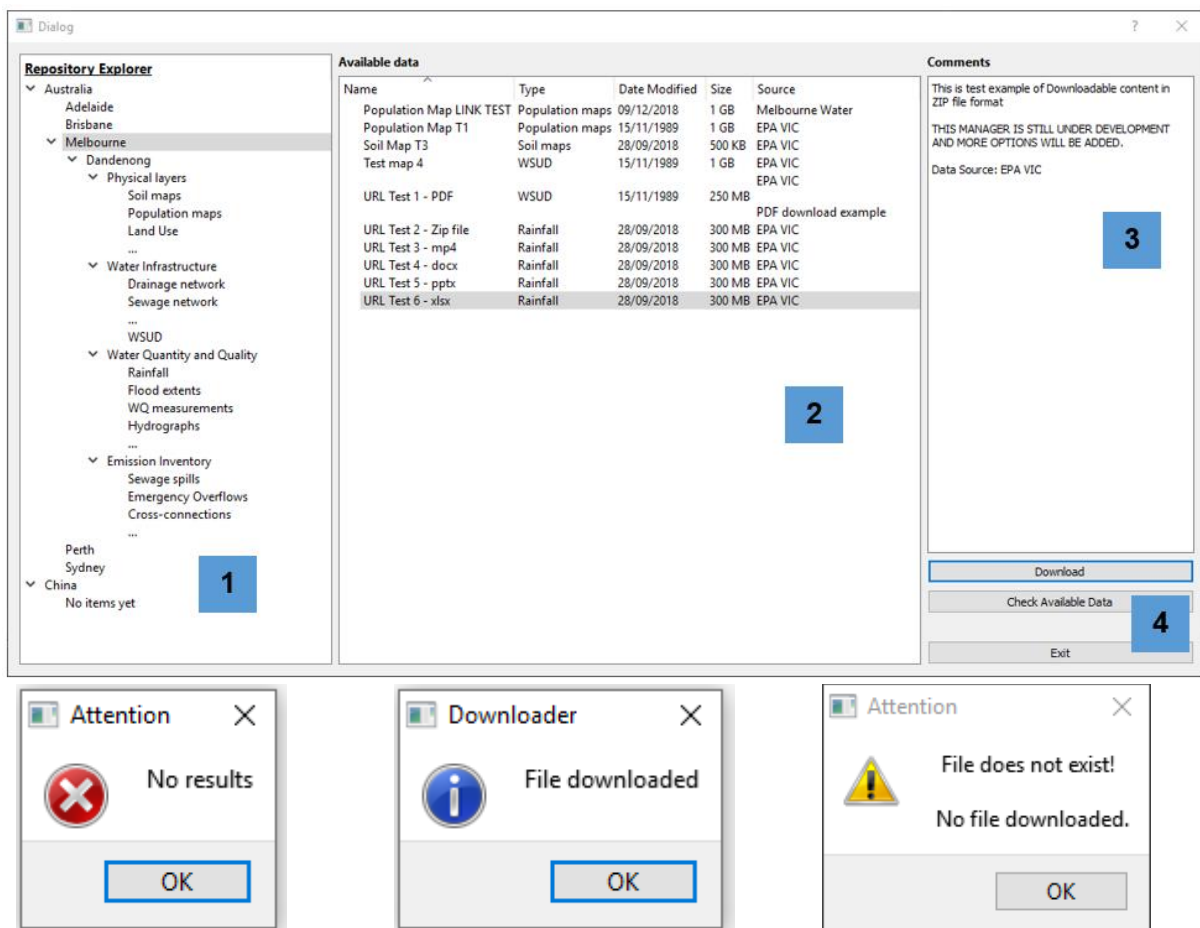 Dialog
? ×
Repository Explorer
Australia
Adelaide
Brisbane
Melbourne
Dandenong
Physical layers
Soil maps
Population maps
Land Use
...
Water Infrastructure
Drainage network
Sewage network
...
WSUD
Water Quantity and Quality
Rainfall
Flood extents
WQ measurements
Hydrographs
...
Emission Inventory
Sewage spills
Emergency Overflows
Cross-connections
...
Perth
Sydney
China
No items yet
1
Available data
Name Type Date Modified Size Source
Population Map LINK TEST Population maps 09/12/2018 1 GB Melbourne Water
Population Map T1 Population maps 15/11/1989 1 GB EPA VIC
Soil Map T3 Soil maps 28/09/2018 500 KB EPA VIC
Test map 4 WSUD 15/11/1989 1 GB EPA VIC
EPA VIC
URL Test 1 - PDF WSUD 15/11/1989 250 MB
PDF download example
URL Test 2 - Zip file Rainfall 28/09/2018 300 MB EPA VIC
URL Test 3 - mp4 Rainfall 28/09/2018 300 MB EPA VIC
URL Test 4 - docx Rainfall 28/09/2018 300 MB EPA VIC
URL Test 5 - pptx Rainfall 28/09/2018 300 MB EPA VIC
URL Test 6 - xlsx Rainfall 28/09/2018 300 MB EPA VIC
2
Comments
This is test example of Downloadable content in
ZIP file format
THIS MANAGER IS STILL UNDER DEVELOPMENT
AND MORE OPTIONS WILL BE ADDED.
Data Source: EPA VIC
3
Download
Check Available Data
4
Exit
Attention
No results
OK
Downloader
File downloaded
OK
Attention
File does not exist!
No file downloaded.
OK